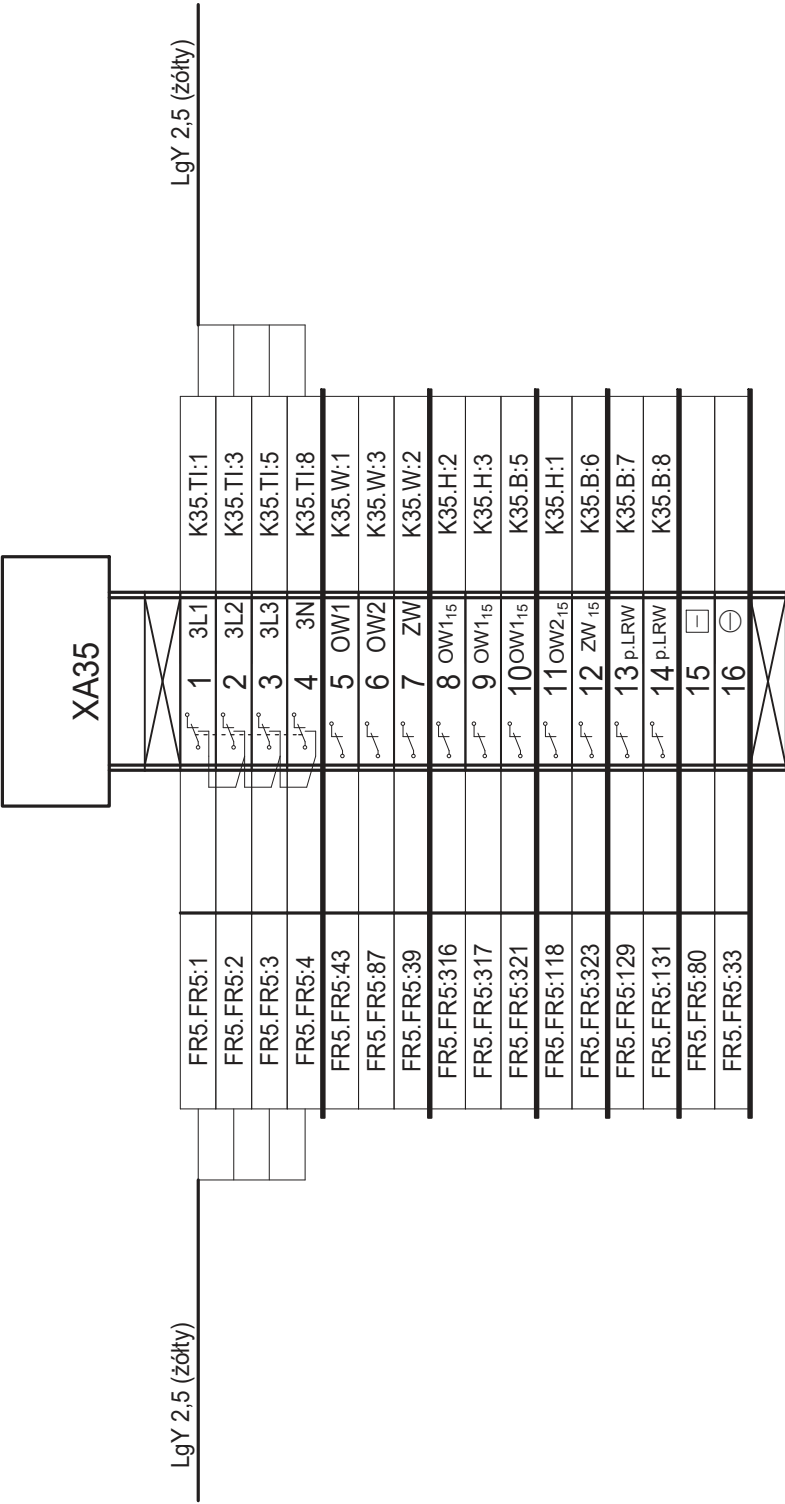 XA35
LgY 2,5 (żółty)
LgY 2,5 (żółty)
FR5.FR5:1 1 3L1 K35.TI:1
FR5.FR5:2 2 3L2 K35.TI:3
FR5.FR5:3 3 3L3 K35.TI:5
FR5.FR5:4 4 3N K35.TI:8
FR5.FR5:43 5 OW1 K35.W:1
FR5.FR5:87 6 OW2 K35.W:3
FR5.FR5:39 7 ZW K35.W:2
FR5.FR5:316 8 OW1₁₅ K35.H:2
FR5.FR5:317 9 OW1₁₅ K35.H:3
FR5.FR5:321 10 OW1₁₅ K35.B:5
FR5.FR5:118 11 OW2₁₅ K35.H:1
FR5.FR5:323 12 ZW ₁₅ K35.B:6
FR5.FR5:129 13 p.LRW K35.B:7
FR5.FR5:131 14 p.LRW K35.B:8
FR5.FR5:80 15
FR5.FR5:33 16